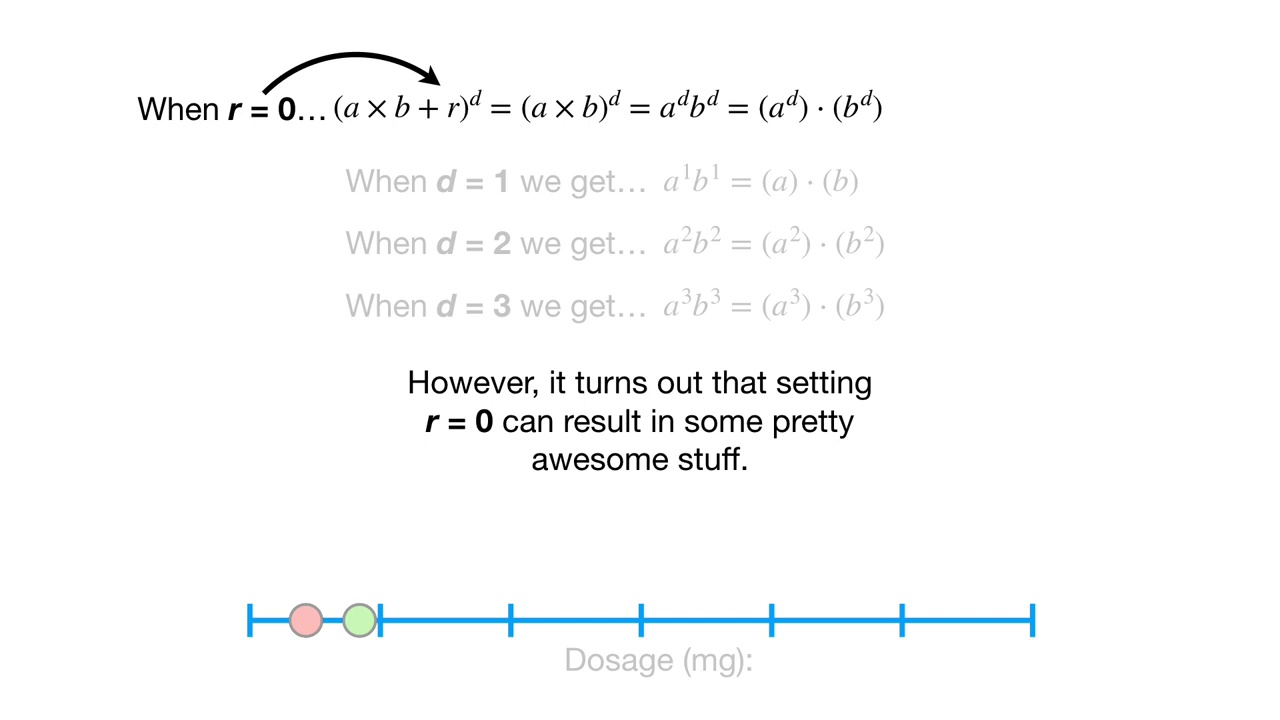 When r = 0… (a × b + r)^d = (a × b)^d = a^d b^d = (a^d) · (b^d)
When d = 1 we get… a^1 b^1 = (a) · (b)
When d = 2 we get… a^2 b^2 = (a^2) · (b^2)
When d = 3 we get… a^3 b^3 = (a^3) · (b^3)
However, it turns out that setting
r = 0 can result in some pretty
awesome stuff.
Dosage (mg):